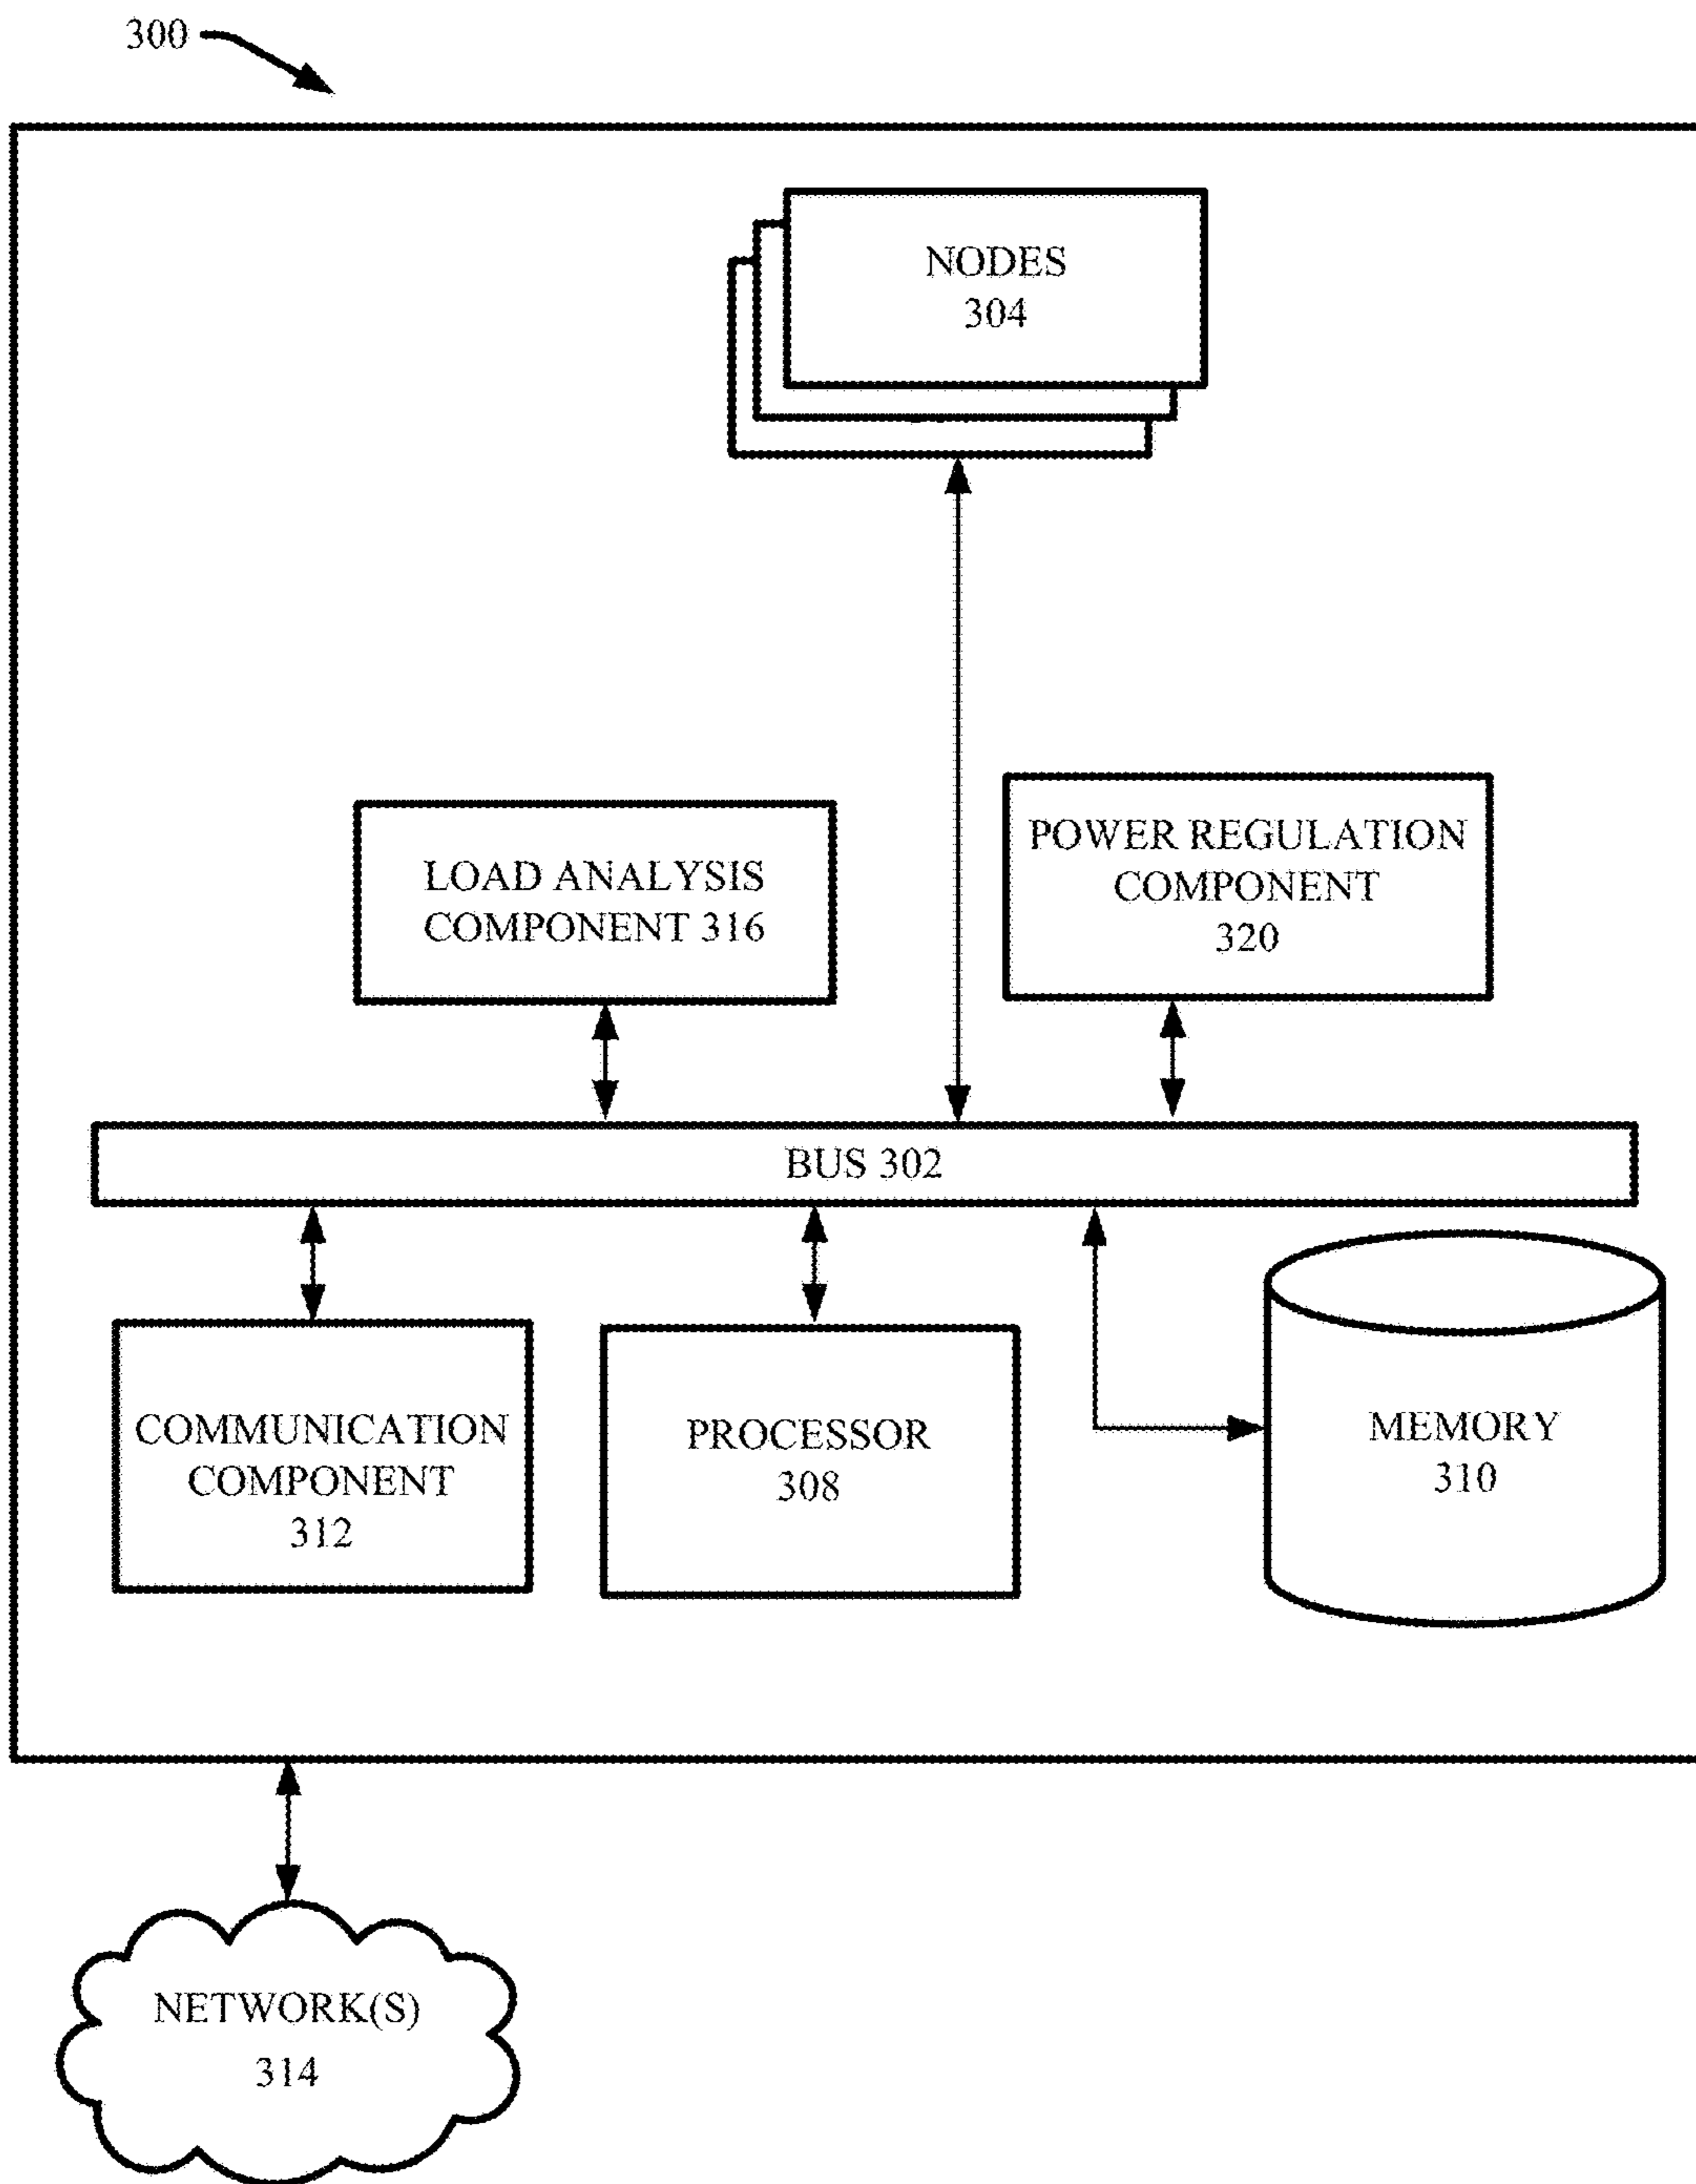 300
NODES
304
LOAD ANALYSIS
COMPONENT 316
POWER REGULATION
COMPONENT
320
BUS 302
COMMUNICATION
COMPONENT
312
PROCESSOR
308
MEMORY
310
NETWORK(S)
314